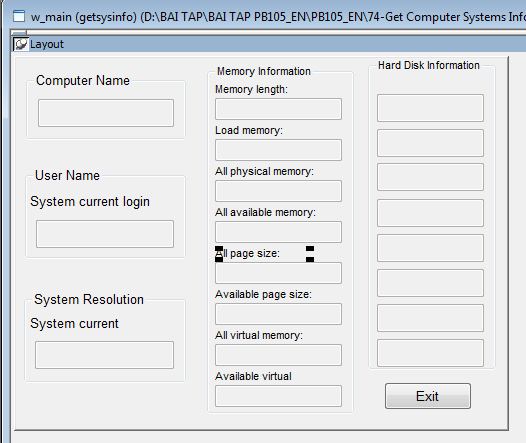 w_main (getsysinfo) (D:\BAI TAP\BAI TAP PB105_EN\PB105_EN\74-Get Computer Systems Info
Layout
Computer Name
User Name
System current login
System Resolution
System current
Memory Information
Memory length:
Load memory:
All physical memory:
All available memory:
All page size:
Available page size:
All virtual memory:
Available virtual
Hard Disk Information
Exit